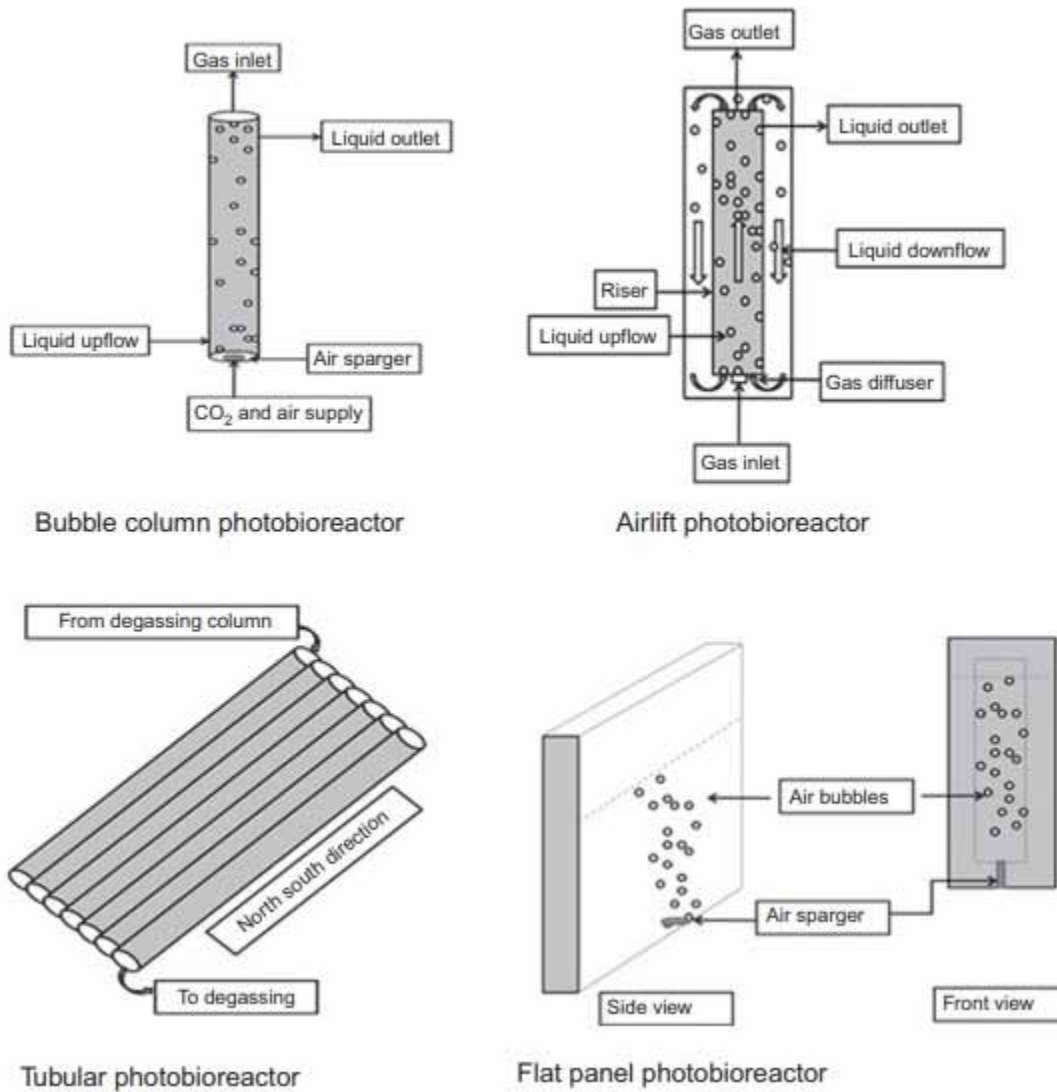 Gas inlet
Liquid outlet
Liquid upflow
Air sparger
CO₂ and air supply
Bubble column photobioreactor
Gas outlet
Liquid outlet
Liquid downflow
Riser
Liquid upflow
Gas diffuser
Gas inlet
Airlift photobioreactor
From degassing column
North south direction
To degassing
Tubular photobioreactor
Air bubbles
Air sparger
Side view
Front view
Flat panel photobioreactor